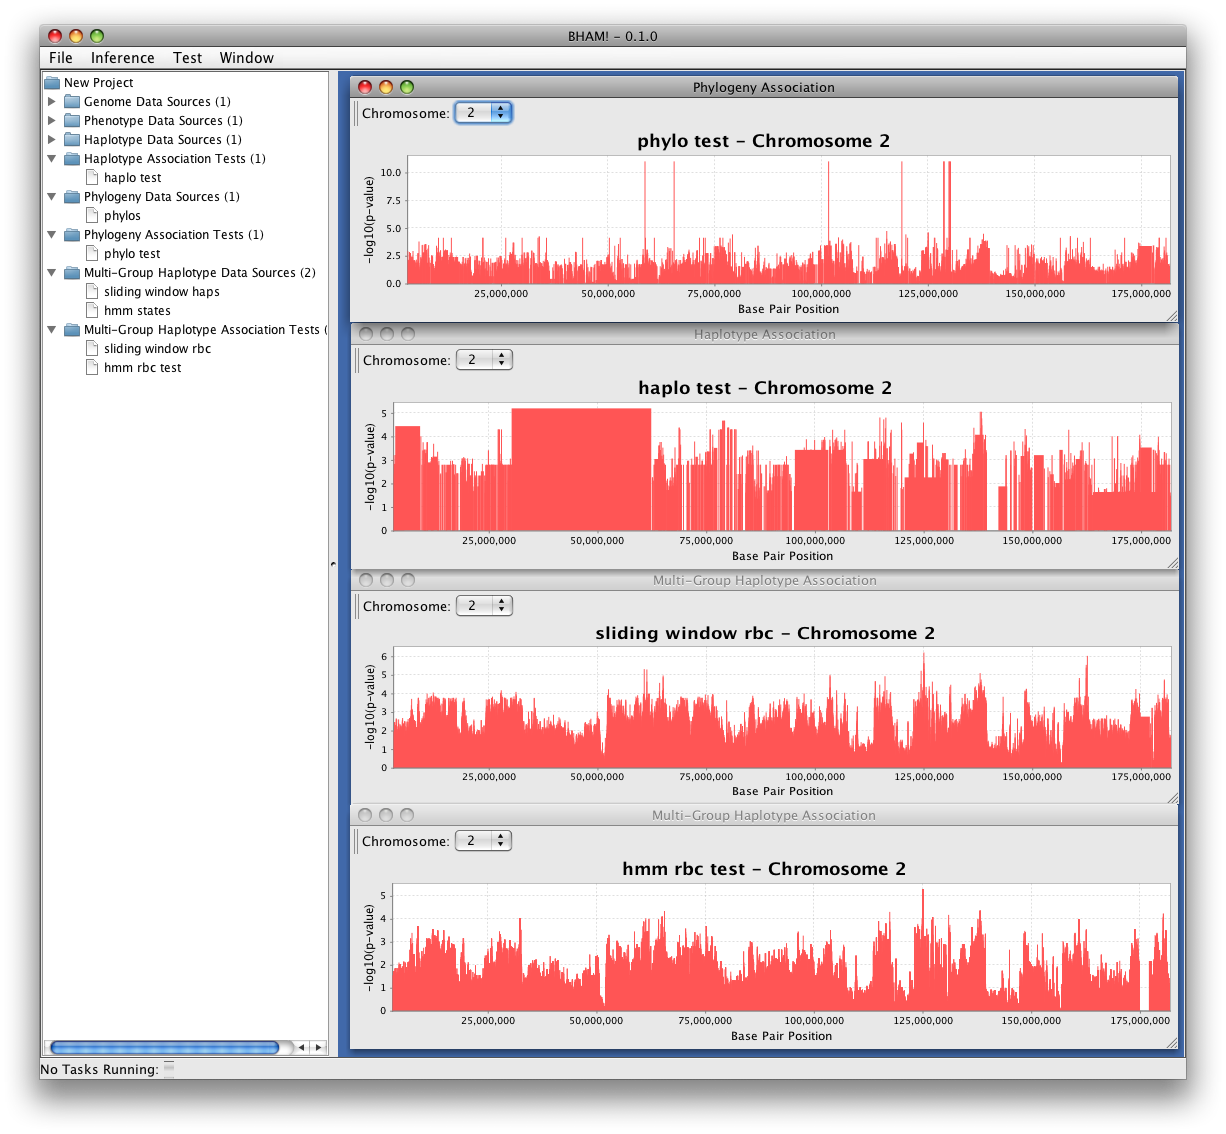 BHAM! - 0.1.0
File Inference Test Window
New Project
Genome Data Sources (1)
Phenotype Data Sources (1)
Haplotype Data Sources (1)
Haplotype Association Tests (1)
haplo test
Phylogeny Data Sources (1)
phylos
Phylogeny Association Tests (1)
phylo test
Multi-Group Haplotype Data Sources (2)
sliding window haps
hmm states
Multi-Group Haplotype Association Tests (
sliding window rbc
hmm rbc test
No Tasks Running:
Phylogeny Association
Chromosome: 2
phylo test - Chromosome 2
-log10(p-value)
10.0
7.5
5.0
2.5
0.0
25,000,000 50,000,000 75,000,000 100,000,000 125,000,000 150,000,000 175,000,000
Base Pair Position
Haplotype Association
Chromosome: 2
haplo test - Chromosome 2
-log10(p-value)
5
4
3
2
1
0
25,000,000 50,000,000 75,000,000 100,000,000 125,000,000 150,000,000 175,000,000
Base Pair Position
Multi-Group Haplotype Association
Chromosome: 2
sliding window rbc - Chromosome 2
-log10(p-value)
6
5
4
3
2
1
0
25,000,000 50,000,000 75,000,000 100,000,000 125,000,000 150,000,000 175,000,000
Base Pair Position
Multi-Group Haplotype Association
Chromosome: 2
hmm rbc test - Chromosome 2
-log10(p-value)
5
4
3
2
1
0
25,000,000 50,000,000 75,000,000 100,000,000 125,000,000 150,000,000 175,000,000
Base Pair Position